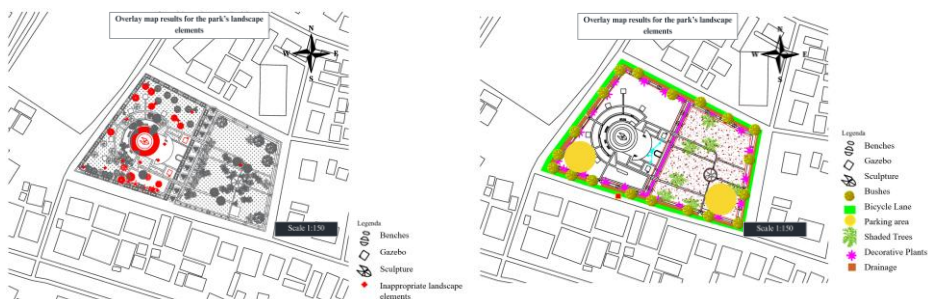 Overlay map results for the park's landscape
elements
N
W E
S
Scale 1:150
Legenda
Benches
Gazebo
Sculpture
Inappropriate landscape
elements
Overlay map results for the park's landscape
elements
N
W E
S
Scale 1:150
Legenda
Benches
Gazebo
Sculpture
Bushes
Bicycle Lane
Parking area
Shaded Trees
Decorative Plants
Drainage